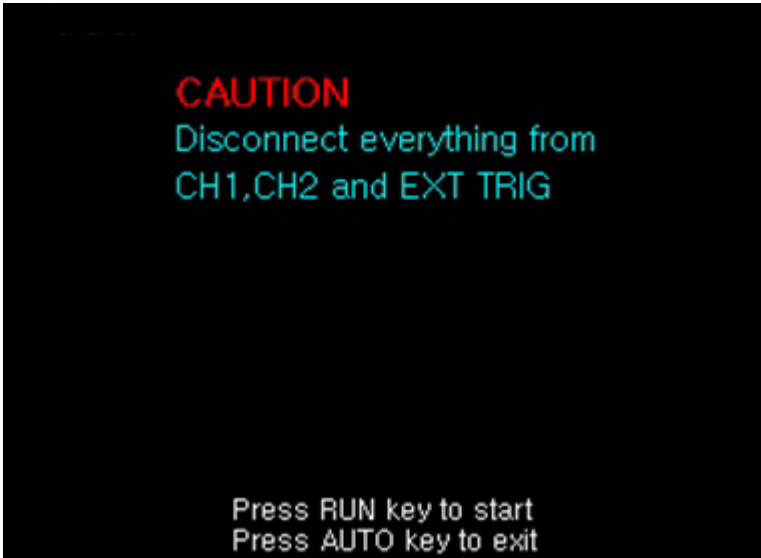 CAUTION
Disconnect everything from
CH1,CH2 and EXT TRIG
Press RUN key to start
Press AUTO key to exit